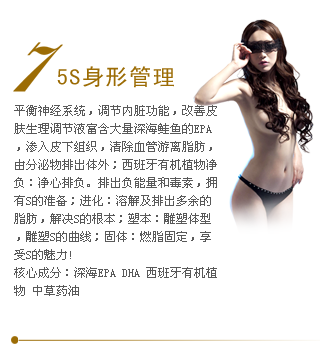 7 5S身形管理
平衡神经系统，调节内脏功能，改善皮
肤生理调节液富含大量深海鲑鱼的EPA
，渗入皮下组织，清除血管游离脂肪，
由分泌物排出体外；西班牙有机植物净
负：净心排负。排出负能量和毒素，拥
有S的准备；进化：溶解及排出多余的
脂肪，解决S的根本；塑本：雕塑体型
，雕塑S的曲线；固体：燃脂固定，享
受S的魅力！
核心成分：深海EPA DHA 西班牙有机植
物 中草药油